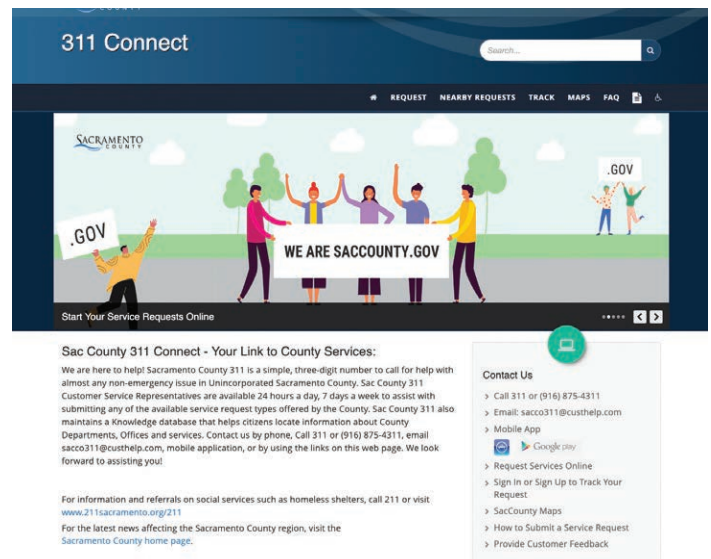 COUNTY
311 Connect
Search...
REQUEST NEARBY REQUESTS TRACK MAPS FAQ
SACRAMENTO
COUNTY
.GOV
.GOV
WE ARE SACCOUNTY.GOV
Start Your Service Requests Online
Sac County 311 Connect - Your Link to County Services:
We are here to help! Sacramento County 311 is a simple, three-digit number to call for help with
almost any non-emergency issue in Unincorporated Sacramento County. Sac County 311
Customer Service Representatives are available 24 hours a day, 7 days a week to assist with
submitting any of the available service request types offered by the County. Sac County 311 also
maintains a Knowledge database that helps citizens locate information about County
Departments, Offices and services. Contact us by phone, Call 311 or (916) 875-4311, email
sacco311@custhelp.com, mobile application, or by using the links on this web page. We look
forward to assisting you!
For information and referrals on social services such as homeless shelters, call 211 or visit
www.211sacramento.org/211
For the latest news affecting the Sacramento County region, visit the
Sacramento County home page.
Contact Us
> Call 311 or (916) 875-4311
> Email: sacco311@custhelp.com
> Mobile App
Google play
> Request Services Online
> Sign In or Sign Up to Track Your
Request
> SacCounty Maps
> How to Submit a Service Request
> Provide Customer Feedback